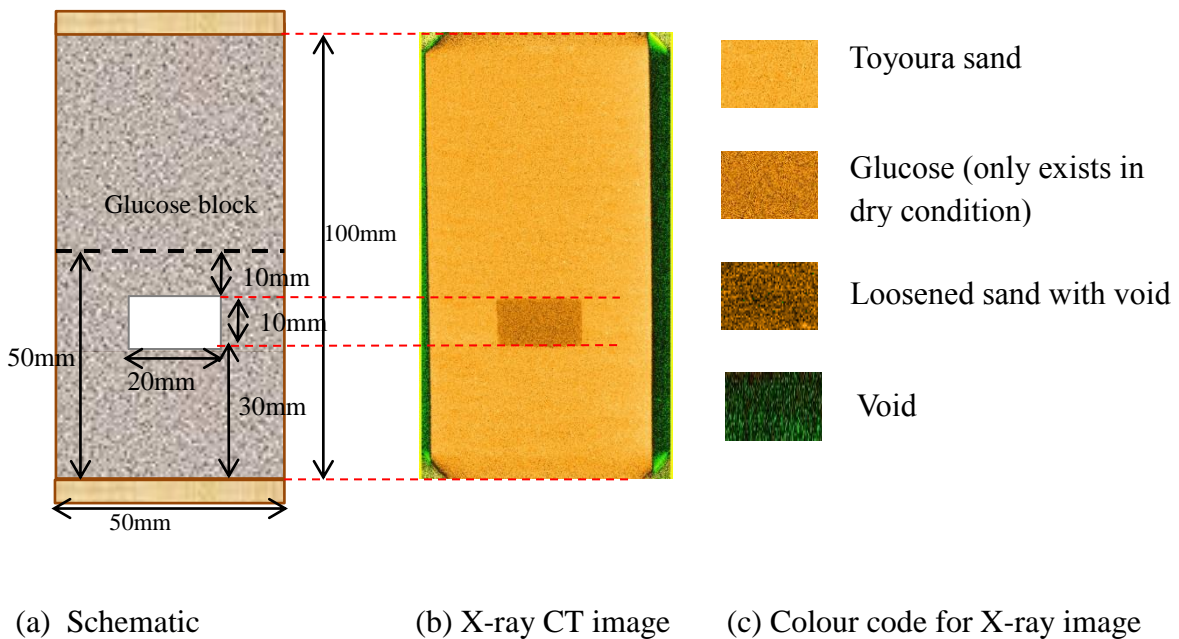 Glucose block
100mm
10mm
10mm
50mm
20mm
30mm
50mm
Toyoura sand
Glucose (only exists in
dry condition)
Loosened sand with void
Void
(a) Schematic
(b) X-ray CT image
(c) Colour code for X-ray image